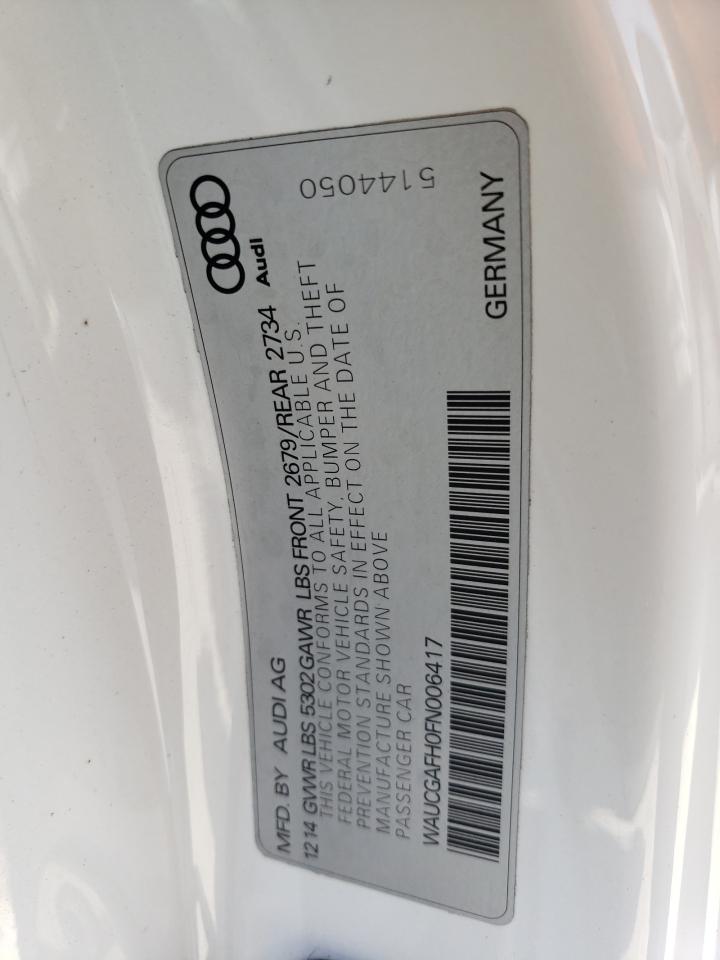 MFD. BY AUDI AG
12 14 GVWR LBS 5302 GAWR LBS FRONT 2679/REAR 2734
THIS VEHICLE CONFORMS TO ALL APPLICABLE U.S.
FEDERAL MOTOR VEHICLE SAFETY, BUMPER AND THEFT
PREVENTION STANDARDS IN EFFECT ON THE DATE OF
MANUFACTURE SHOWN ABOVE
PASSENGER CAR
WAUCGAFH0FN006417
Audi
5144050
GERMANY